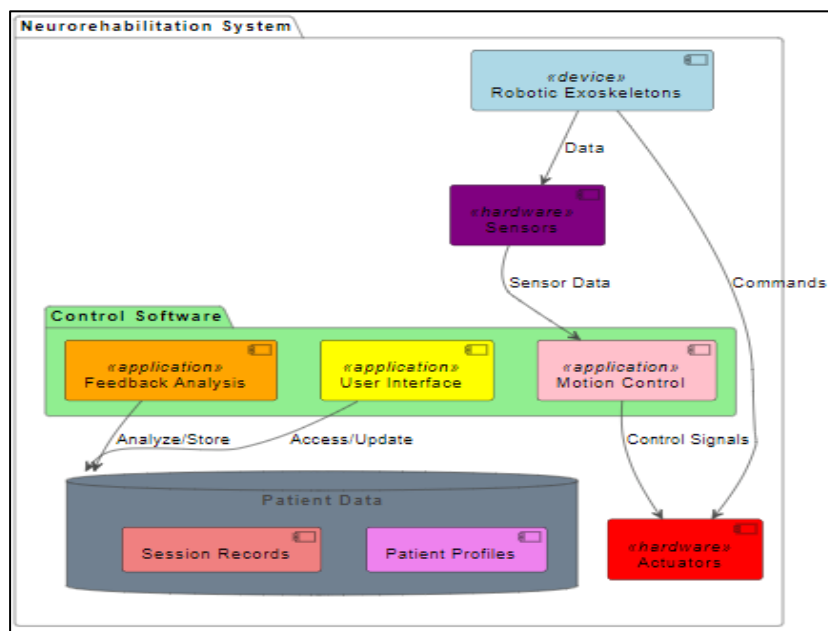 Neurorehabilitation System
«device»
Robotic Exoskeletons
Data
«hardware»
Sensors
Sensor Data
Commands
Control Software
«application»
Feedback Analysis
«application»
User Interface
«application»
Motion Control
Analyze/Store
Access/Update
Control Signals
Patient Data
Session Records
Patient Profiles
«hardware»
Actuators